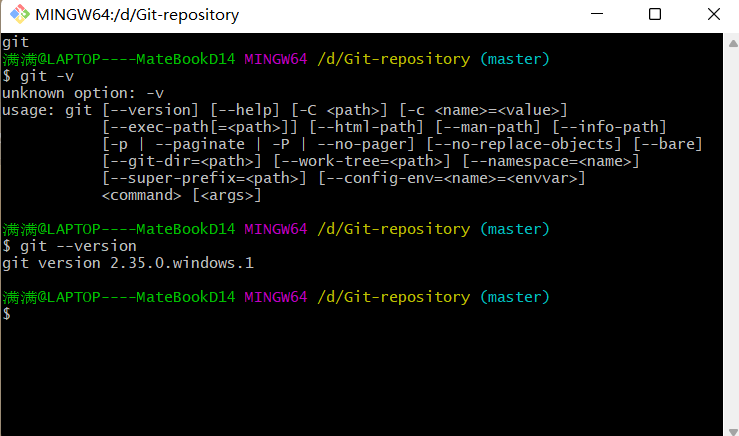 MINGW64:/d/Git-repository
git
满满@LAPTOP----MateBookD14 MINGW64 /d/Git-repository (master)
$ git -v
unknown option: -v
usage: git [--version] [--help] [-C <path>] [-c <name>=<value>]
           [--exec-path[=<path>]] [--html-path] [--man-path] [--info-path]
           [-p | --paginate | -P | --no-pager] [--no-replace-objects] [--bare]
           [--git-dir=<path>] [--work-tree=<path>] [--namespace=<name>]
           [--super-prefix=<path>] [--config-env=<name>=<envvar>]
           <command> [<args>]
满满@LAPTOP----MateBookD14 MINGW64 /d/Git-repository (master)
$ git --version
git version 2.35.0.windows.1
满满@LAPTOP----MateBookD14 MINGW64 /d/Git-repository (master)
$